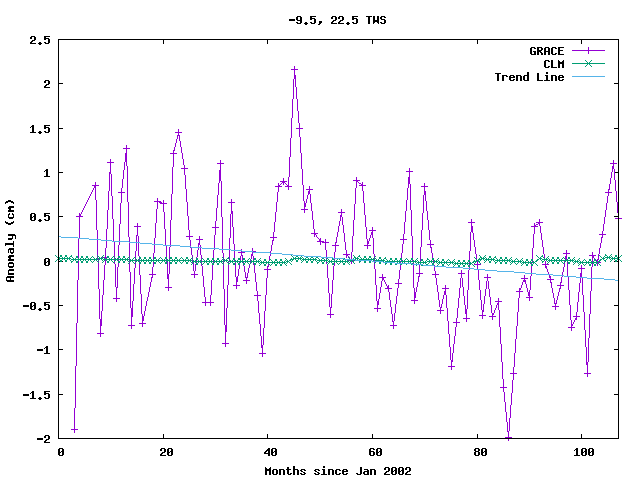 -9.5, 22.5 TWS
GRACE
CLM
Trend Line
2.5
2
1.5
1
0.5
0
-0.5
-1
-1.5
-2
Anomaly (cm)
0 20 40 60 80 100
Months since Jan 2002